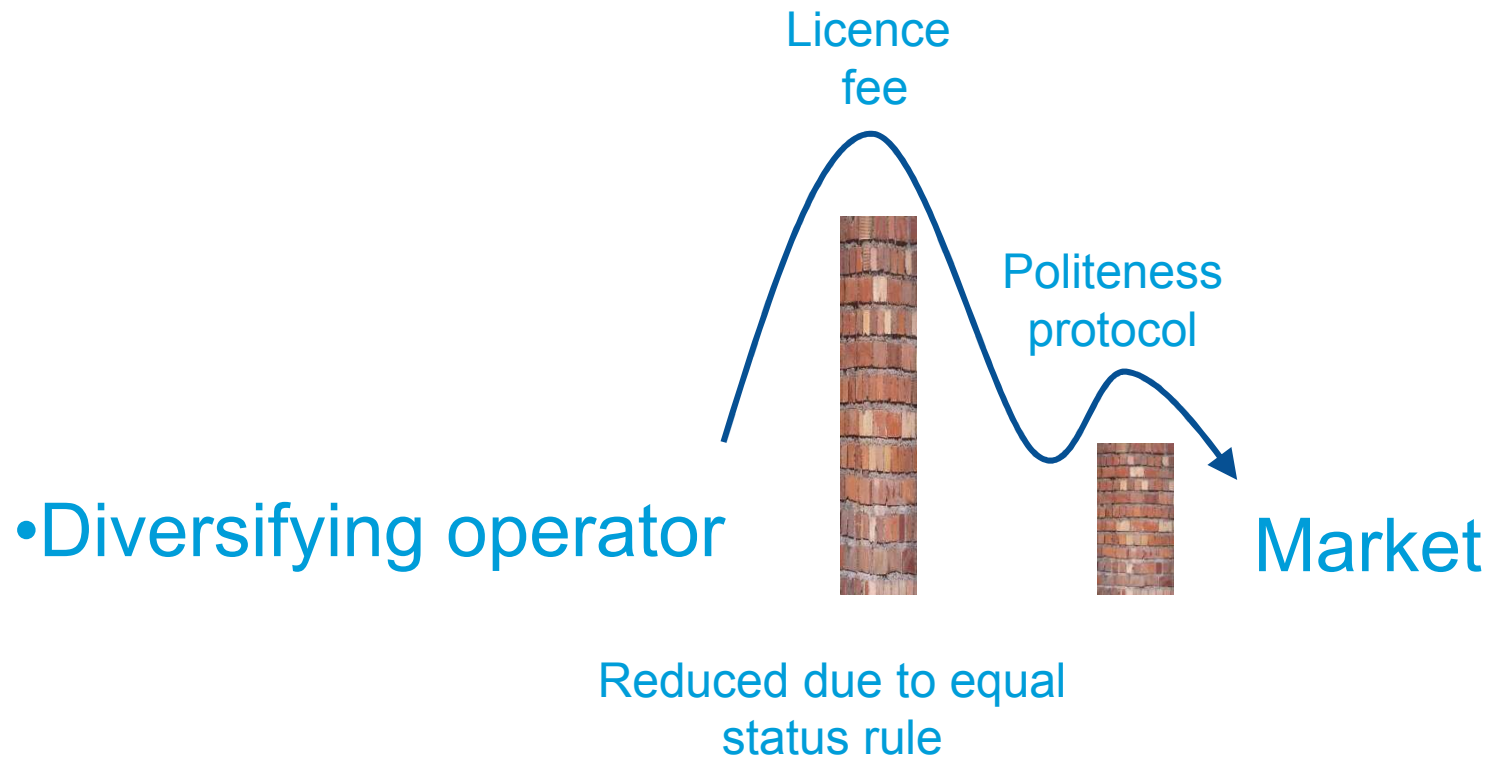 Licence
fee
Politeness
protocol
•Diversifying operator
Market
Reduced due to equal
status rule